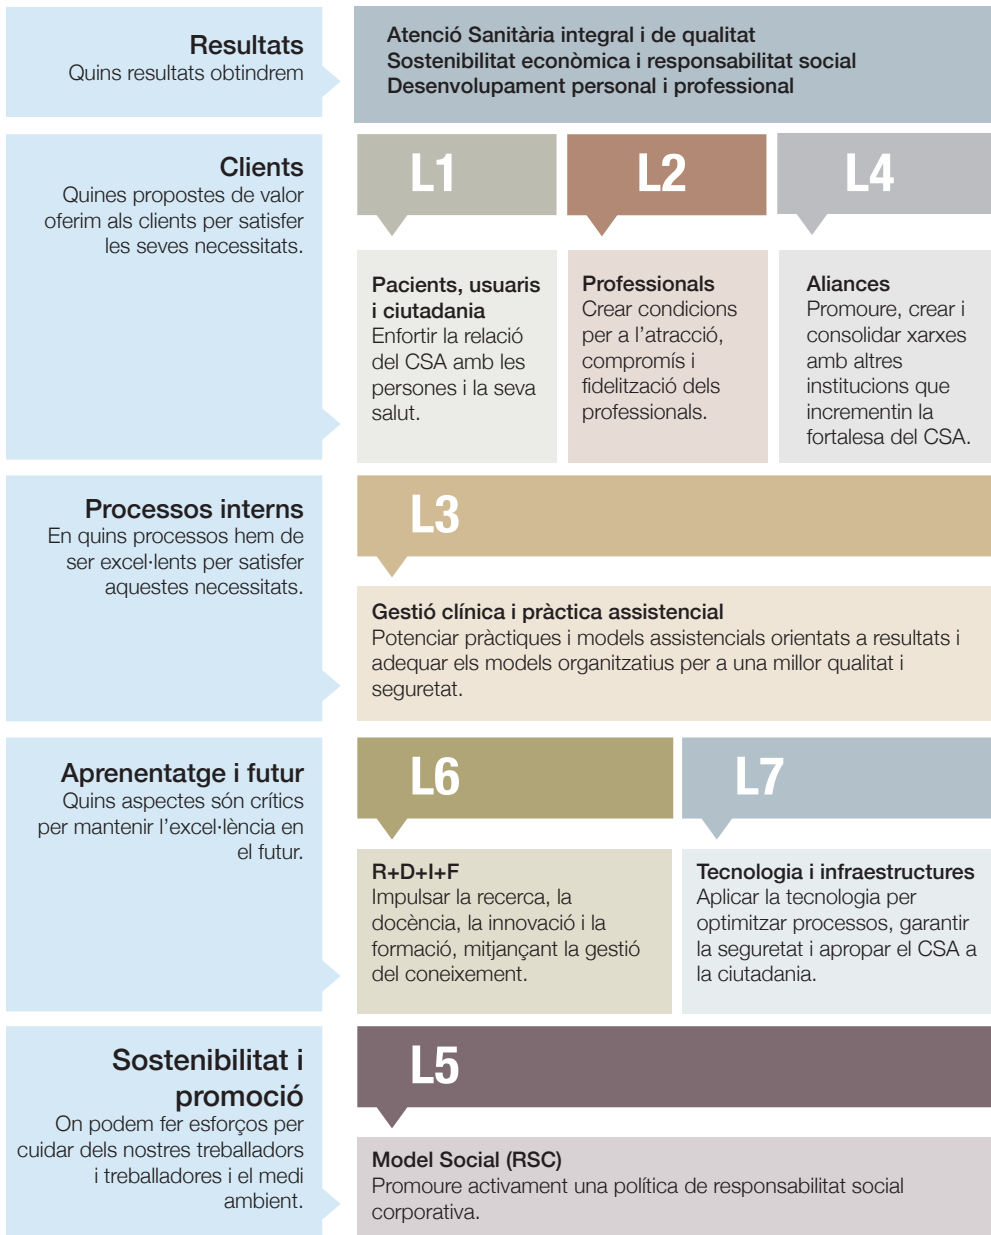 Resultats
Quins resultats obtindrem
Atenció Sanitària integral i de qualitat
Sostenibilitat econòmica i responsabilitat social
Desenvolupament personal i professional
Clients
Quines propostes de valor
oferim als clients per satisfer
les seves necessitats.
L1
Pacients, usuaris
i ciutadania
Enfortir la relació
del CSA amb les
persones i la seva
salut.
L2
Professionals
Crear condicions
per a l’atracció,
compromís i
fidelització dels
professionals.
L4
Aliances
Promoure, crear i
consolidar xarxes
amb altres
institucions que
incrementin la
fortalesa del CSA.
Processos interns
En quins processos hem de
ser excel·lents per satisfer
aquestes necessitats.
L3
Gestió clínica i pràctica assistencial
Potenciar pràctiques i models assistencials orientats a resultats i
adequar els models organitzatius per a una millor qualitat i
seguretat.
Aprenentatge i futur
Quins aspectes són crítics
per mantenir l’excel·lència en
el futur.
L6
R+D+I+F
Impulsar la recerca, la
docència, la innovació i la
formació, mitjançant la gestió
del coneixement.
L7
Tecnologia i infraestructures
Aplicar la tecnologia per
optimitzar processos, garantir
la seguretat i apropar el CSA a
la ciutadania.
Sostenibilitat i
promoció
On podem fer esforços per
cuidar dels nostres treballadors
i treballadores i el medi
ambient.
L5
Model Social (RSC)
Promoure activament una política de responsabilitat social
corporativa.